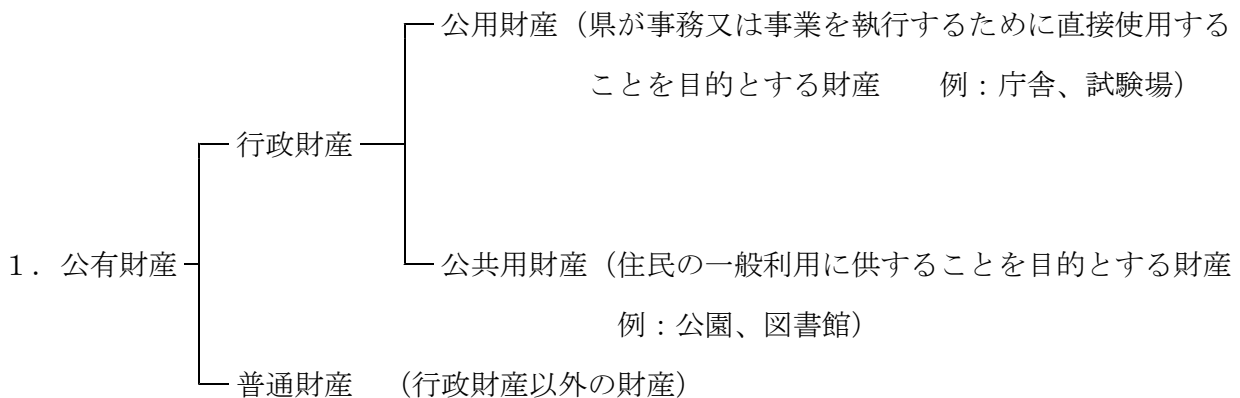 公用財産（県が事務又は事業を執行するために直接使用する
ことを目的とする財産　　例：庁舎、試験場）
行政財産
１．公有財産
公共用財産（住民の一般利用に供することを目的とする財産
例：公園、図書館）
普通財産　（行政財産以外の財産）